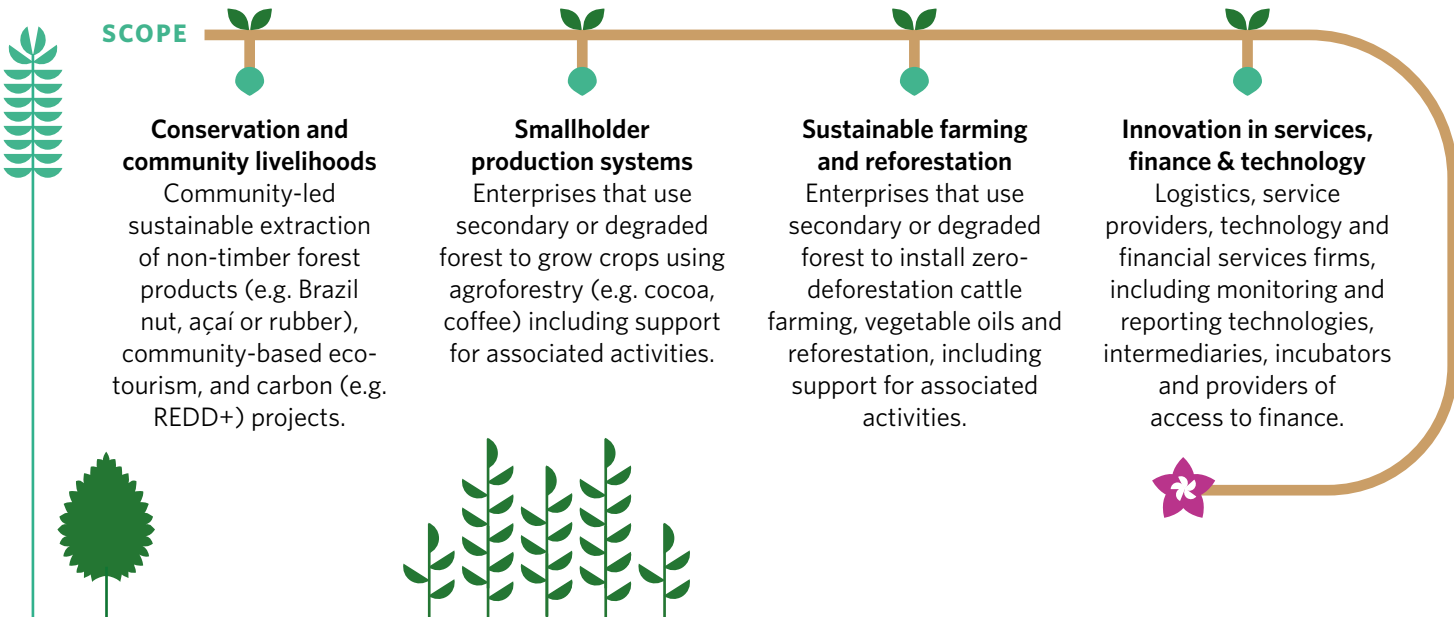 SCOPE
Conservation and
community livelihoods
Community-led
sustainable extraction
of non-timber forest
products (e.g. Brazil
nut, açaí or rubber),
community-based eco-
tourism, and carbon (e.g.
REDD+) projects.
Smallholder
production systems
Enterprises that use
secondary or degraded
forest to grow crops using
agroforestry (e.g. cocoa,
coffee) including support
for associated activities.
Sustainable farming
and reforestation
Enterprises that use
secondary or degraded
forest to install zero-
deforestation cattle
farming, vegetable oils and
reforestation, including
support for associated
activities.
Innovation in services,
finance & technology
Logistics, service
providers, technology and
financial services firms,
including monitoring and
reporting technologies,
intermediaries, incubators
and providers of
access to finance.